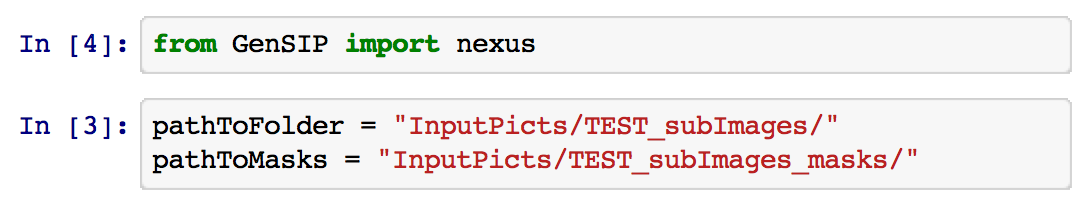 In [4]: from GenSIP import nexus
In [3]: pathToFolder = "InputPicts/TEST_subImages/"
pathToMasks = "InputPicts/TEST_subImages_masks/"